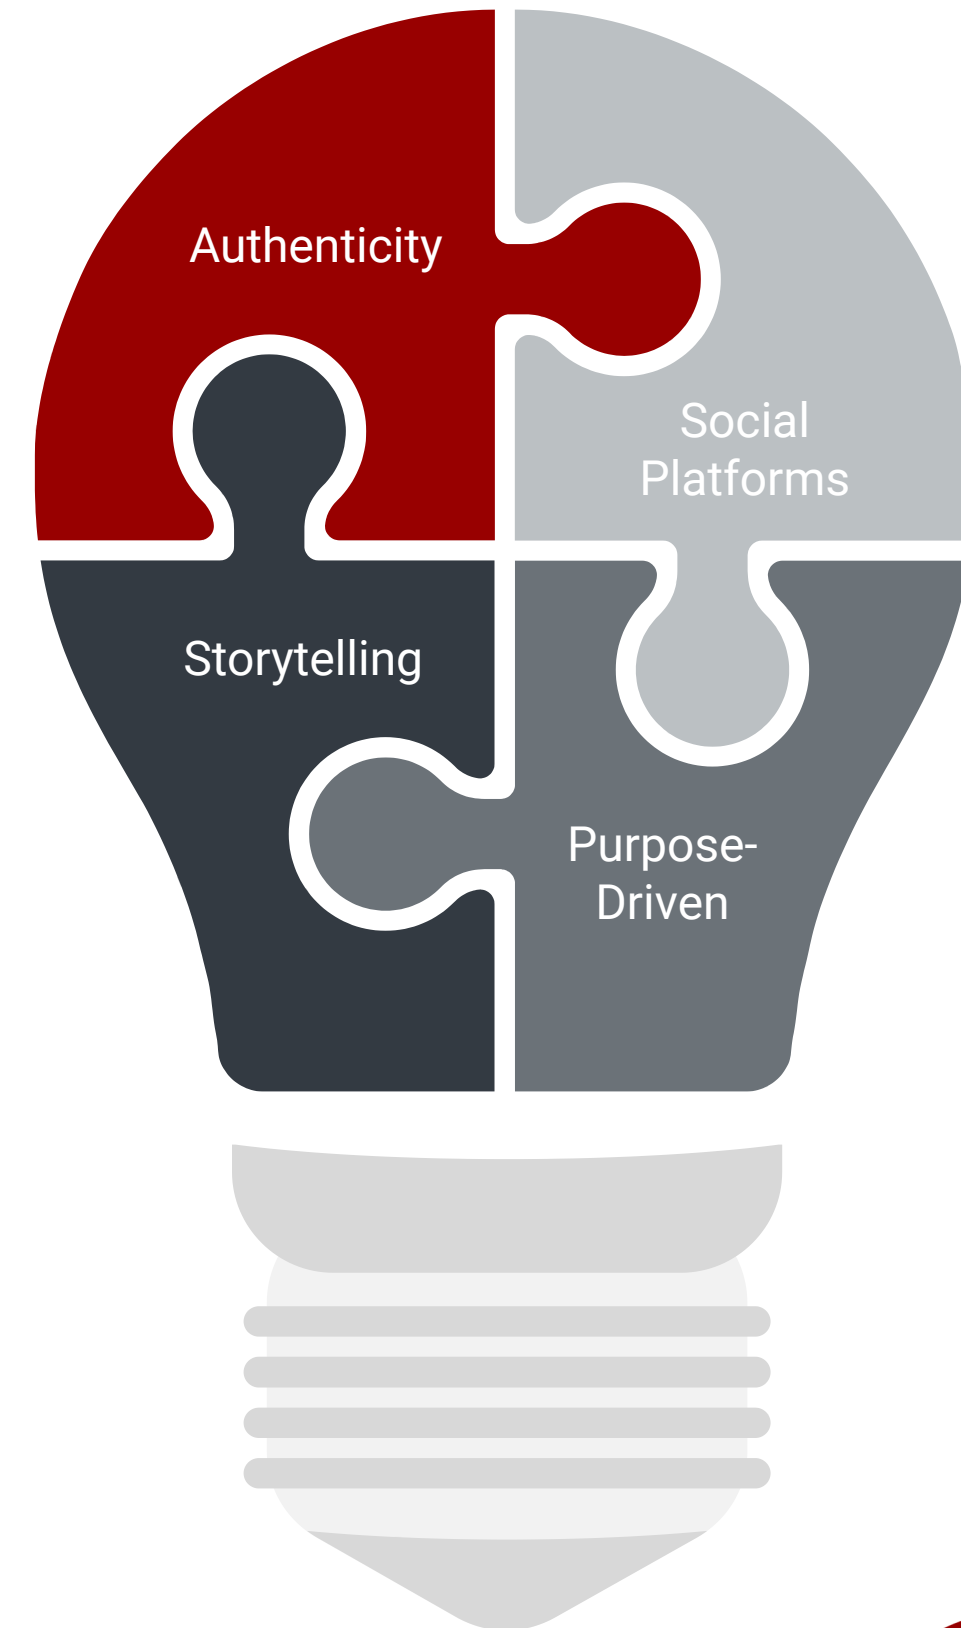 Authenticity
Social
Platforms
Storytelling
Purpose-
Driven